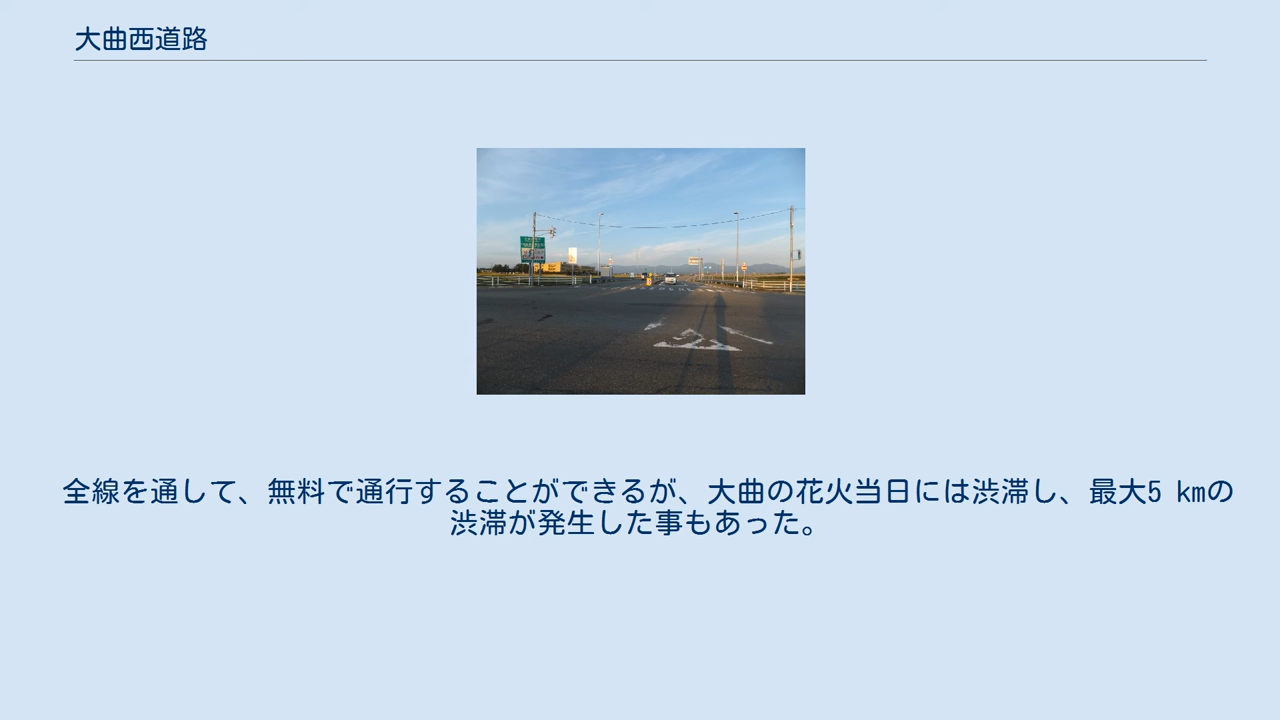 大曲西道路
全線を通して、無料で通行することができるが、大曲の花火当日には渋滞し、最大5 kmの
渋滞が発生した事もあった。